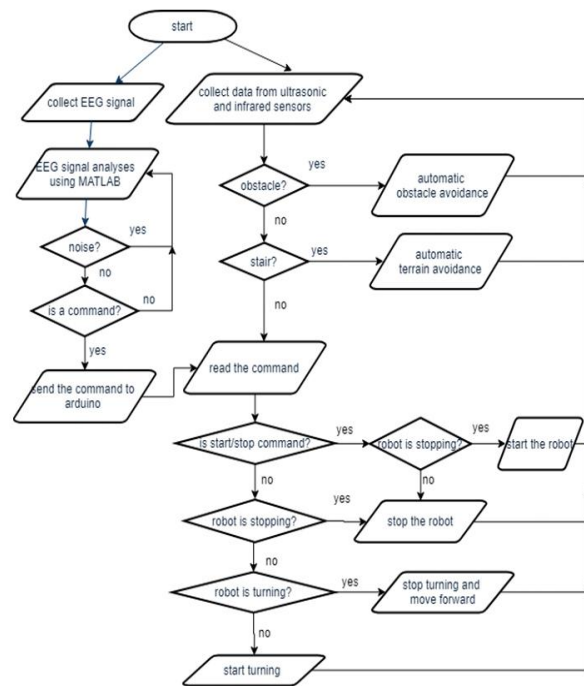 start
collect EEG signal
collect data from ultrasonic
and infrared sensors
EEG signal analyses
using MATLAB
obstacle?
yes
automatic
obstacle avoidance
no
noise?
yes
no
stair?
yes
automatic
terrain avoidance
no
is a command?
no
yes
send the command to
arduino
read the command
is start/stop command?
yes
robot is stopping?
yes
start the robot
no
no
robot is stopping?
yes
stop the robot
no
robot is turning?
yes
stop turning and
move forward
no
start turning